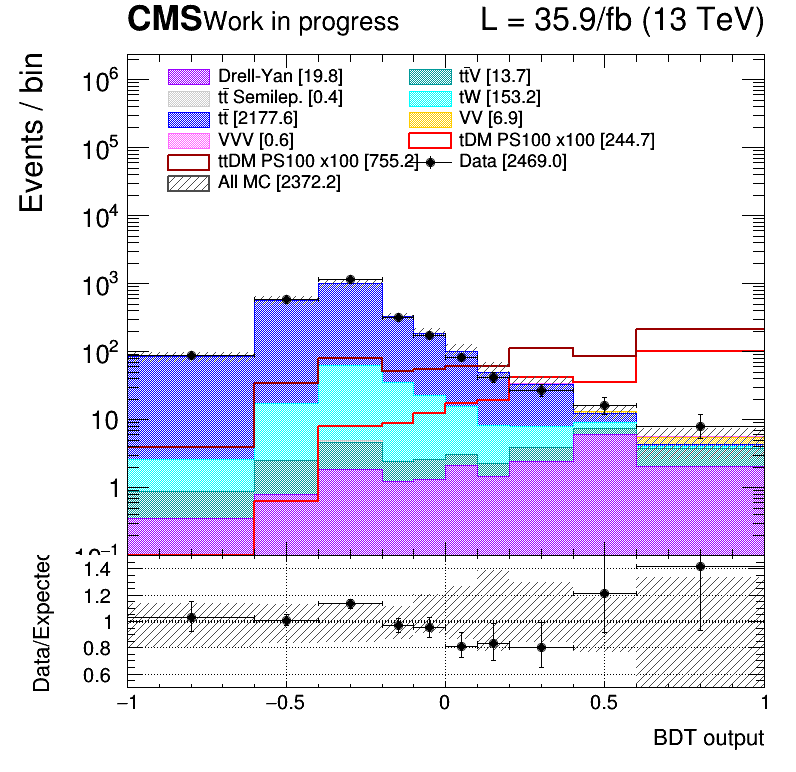 CMS Work in progress L = 35.9/fb (13 TeV)
Events / bin
10⁶
10⁵
10⁴
10³
10²
10
1
10⁻¹
Drell-Yan [19.8]
tt̄V [13.7]
tt̄ Semilep. [0.4]
tW [153.2]
tt̄ [2177.6]
VV [6.9]
VVV [0.6]
tDM PS100 x100 [244.7]
ttDM PS100 x100 [755.2]
Data [2469.0]
All MC [2372.2]
Data/Expected
1.4
1.2
1
0.8
0.6
−1 −0.5 0 0.5 1
BDT output